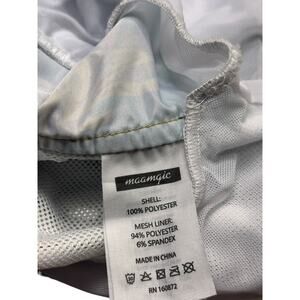 maamgic
SHELL:
100% POLYESTER
MESH LINER:
94% POLYESTER
6% SPANDEX
MADE IN CHINA
RN 160872